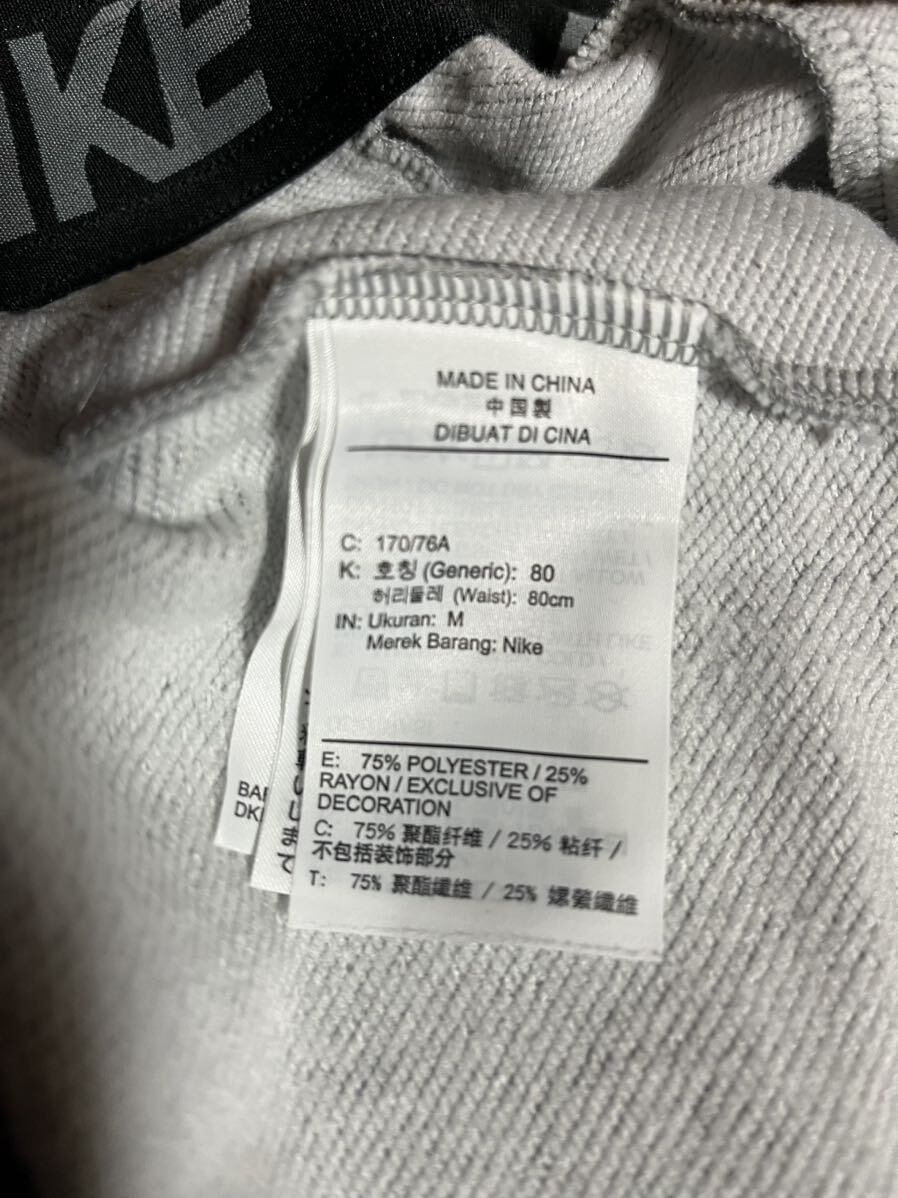 NIKE
MADE IN CHINA
中国製
DIBUAT DI CINA
C: 170/76A
K: 호칭 (Generic): 80
허리둘레 (Waist): 80cm
IN: Ukuran: M
Merek Barang: Nike
E: 75% POLYESTER / 25%
RAYON / EXCLUSIVE OF
DECORATION
C: 75% 聚酯纤维 / 25% 粘纤 /
不包括装饰部分
T: 75% 聚酯纖維 / 25% 嫘縈纖維